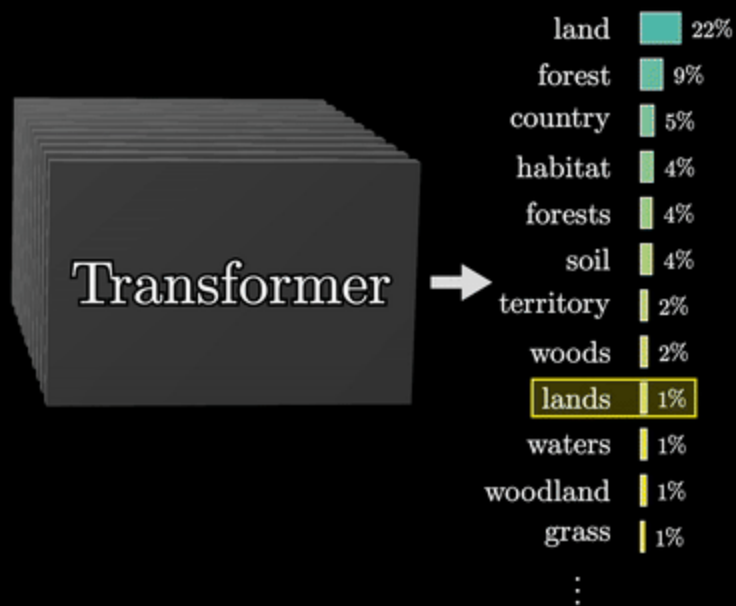 land 22%
forest 9%
country 5%
habitat 4%
forests 4%
soil 4%
Transformer
territory 2%
woods 2%
lands 1%
waters 1%
woodland 1%
grass 1%
⋮